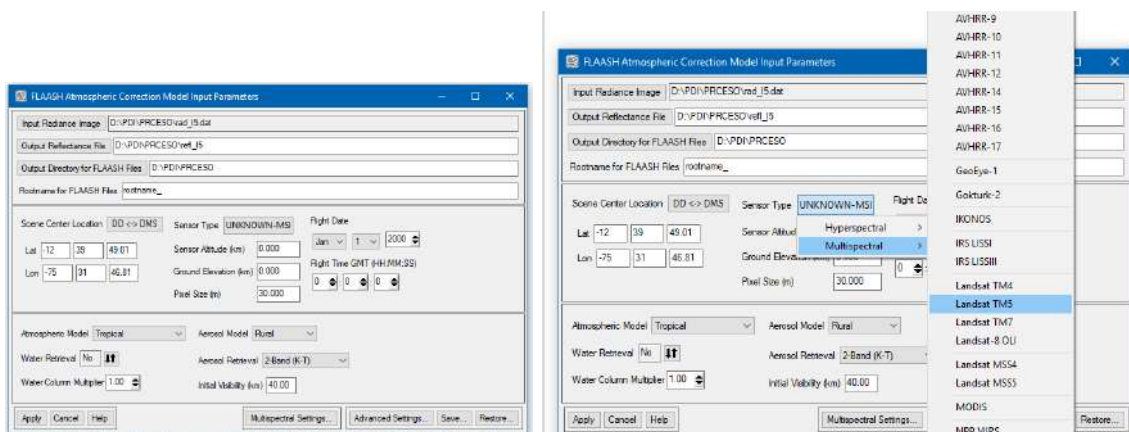 FLAASH Atmospheric Correction Model Input Parameters
Input Radiance Image D:\PDI\PRCESO\rad_l5.dat
Output Reflectance File D:\PDI\PRCESO\refl_l5
Output Directory for FLAASH Files D:\PDI\PRCESO
Rootname for FLAASH Files rootname_
Scene Center Location DD <-> DMS Sensor Type UNKNOWN-MSI Flight Date
Lat -12 39 49.01 Sensor Altitude (km) 0.000 Jan 1 2000
Flight Time GMT (HH:MM:SS)
Lon -75 31 46.81 Ground Elevation (km) 0.000 0 : 0 : 0
Pixel Size (m) 30.000
Atmospheric Model Tropical Aerosol Model Rural
Water Retrieval No Aerosol Retrieval 2-Band (K-T)
Water Column Multiplier 1.00 Initial Visibility (km) 40.00
Apply Cancel Help Multispectral Settings... Advanced Settings... Save... Restore...
FLAASH Atmospheric Correction Model Input Parameters
Input Radiance Image D:\PDI\PRCESO\rad_l5.dat
Output Reflectance File D:\PDI\PRCESO\refl_l5
Output Directory for FLAASH Files D:\PDI\PRCESO
Rootname for FLAASH Files rootname_
Scene Center Location DD <-> DMS Sensor Type UNKNOWN-MSI Flight Da
Lat -12 39 49.01 Sensor Altitud Hyperspectral
Multispectral
Lon -75 31 46.81 Ground Elevation (km) 0
Pixel Size (m) 30.000
Atmospheric Model Tropical Aerosol Model Rural
Water Retrieval No Aerosol Retrieval 2-Band (K-T)
Water Column Multiplier 1.00 Initial Visibility (km) 40.00
Apply Cancel Help Multispectral Settings... Restore...
AVHRR-9
AVHRR-10
AVHRR-11
AVHRR-12
AVHRR-14
AVHRR-15
AVHRR-16
AVHRR-17
GeoEye-1
Gokturk-2
IKONOS
IRS LISSI
IRS LISSIII
Landsat TM4
Landsat TM5
Landsat TM7
Landsat-8 OLI
Landsat MSS4
Landsat MSS5
MODIS
NPP VIIRS